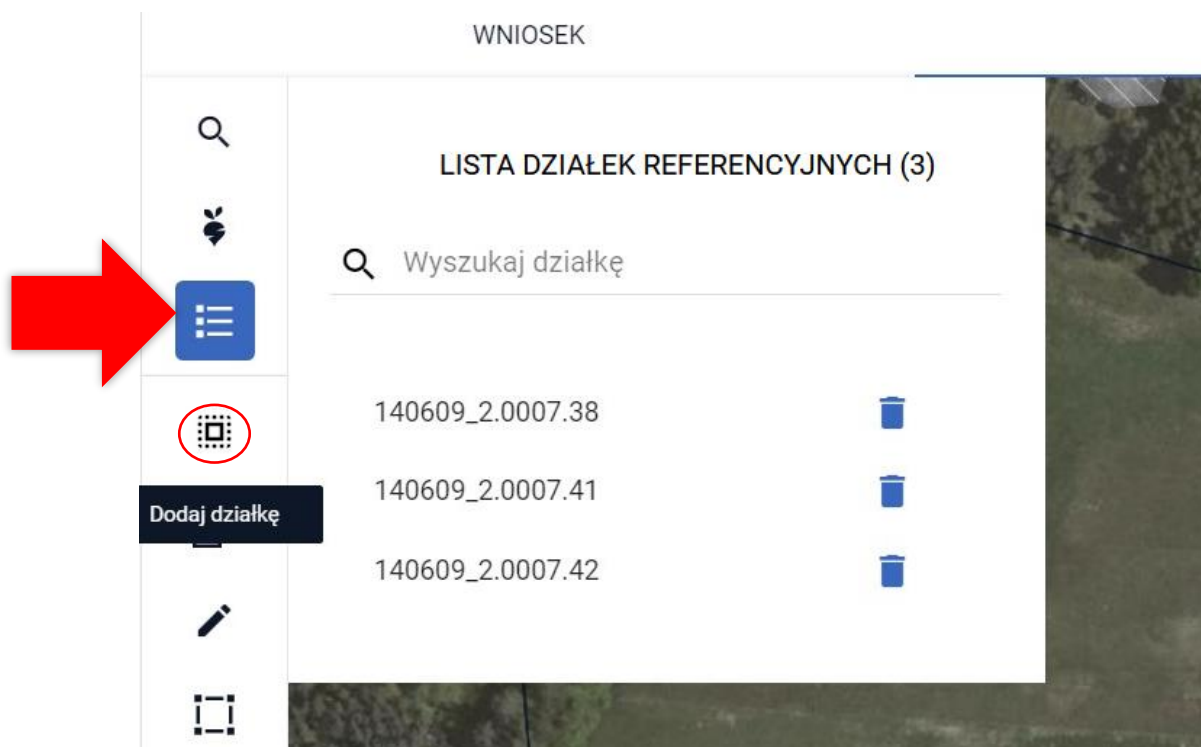 WNIOSEK
LISTA DZIAŁEK REFERENCYJNYCH (3)
Wyszukaj działkę
140609_2.0007.38
140609_2.0007.41
Dodaj działkę
140609_2.0007.42